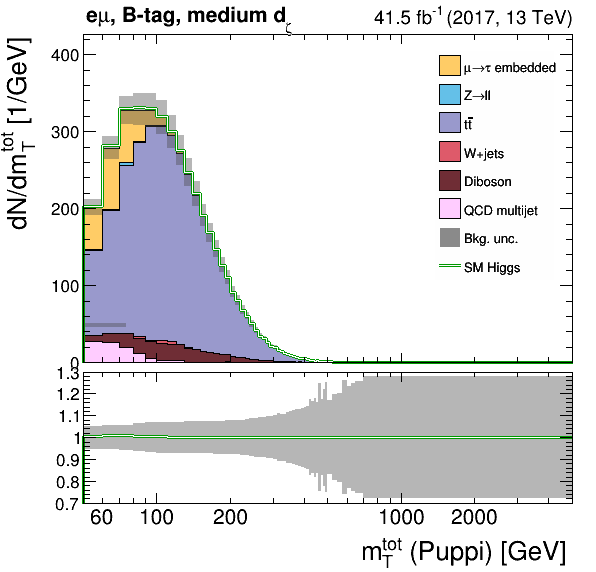 eμ, B-tag, medium dζ 41.5 fb⁻¹ (2017, 13 TeV)
dN/dm_T^tot [1/GeV]
400
300
200
100
0
μ→τ embedded
Z→ll
tt̄
W+jets
Diboson
QCD multijet
Bkg. unc.
SM Higgs
1.3
1.2
1.1
1
0.9
0.8
0.7
60 100 200 1000 2000
m_T^tot (Puppi) [GeV]